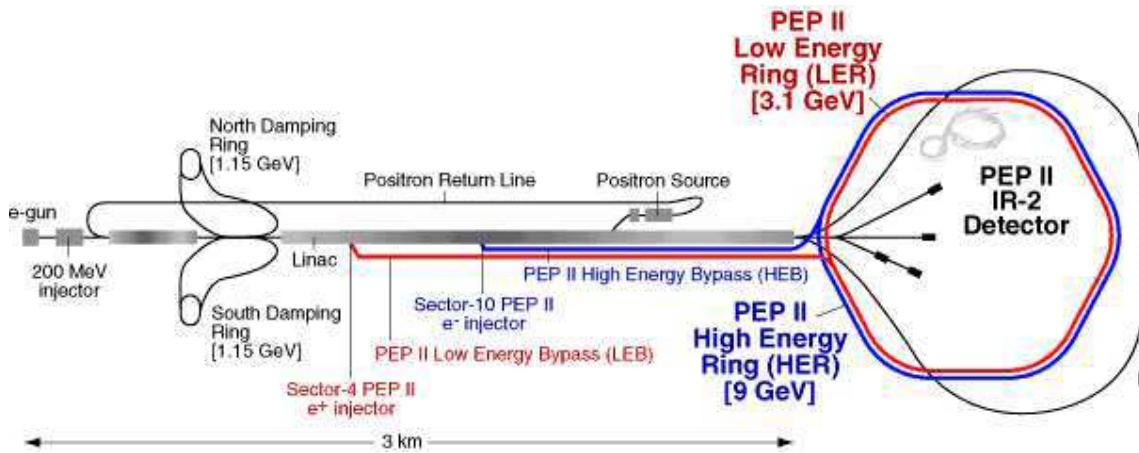 PEP II
Low Energy
Ring (LER)
[3.1 GeV]
North Damping
Ring
[1.15 GeV]
Positron Return Line
Positron Source
e-gun
200 MeV
injector
Linac
PEP II High Energy Bypass (HEB)
Sector-10 PEP II
e- injector
South Damping
Ring
[1.15 GeV]
PEP II Low Energy Bypass (LEB)
Sector-4 PEP II
e+ injector
3 km
PEP II
IR-2
Detector
PEP II
High Energy
Ring (HER)
[9 GeV]